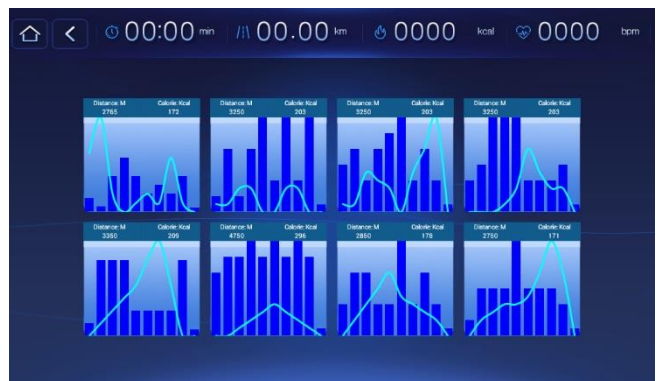 00:00 min 00.00 km 0000 kcal 0000 bpm
Distance: M Calorie: Kcal Distance: M Calorie: Kcal Distance: M Calorie: Kcal Distance: M Calorie: Kcal
2765 172 3250 203 3250 203 3250 203
Distance: M Calorie: Kcal Distance: M Calorie: Kcal Distance: M Calorie: Kcal Distance: M Calorie: Kcal
3350 209 4750 296 2850 178 2750 171